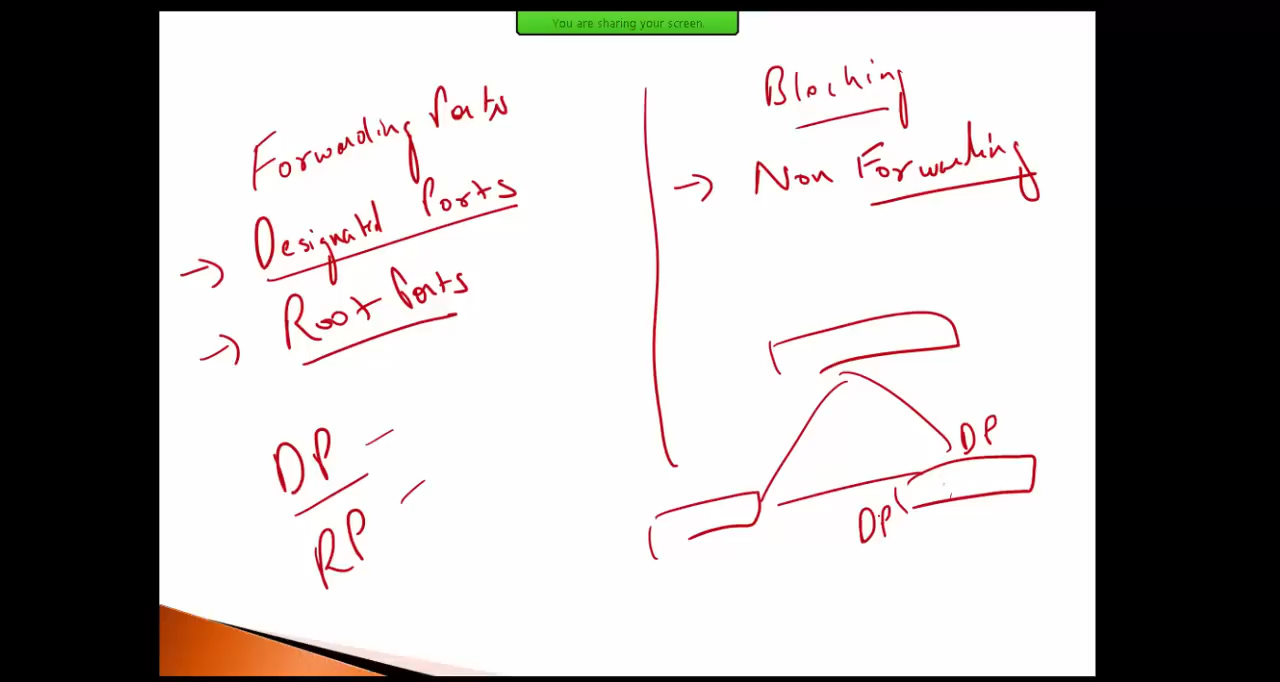 You are sharing your screen.
Forwarding Ports
→ Designated Ports
→ Root Ports
DP
RP
Blocking
→ Non Forwarding
DP
DP